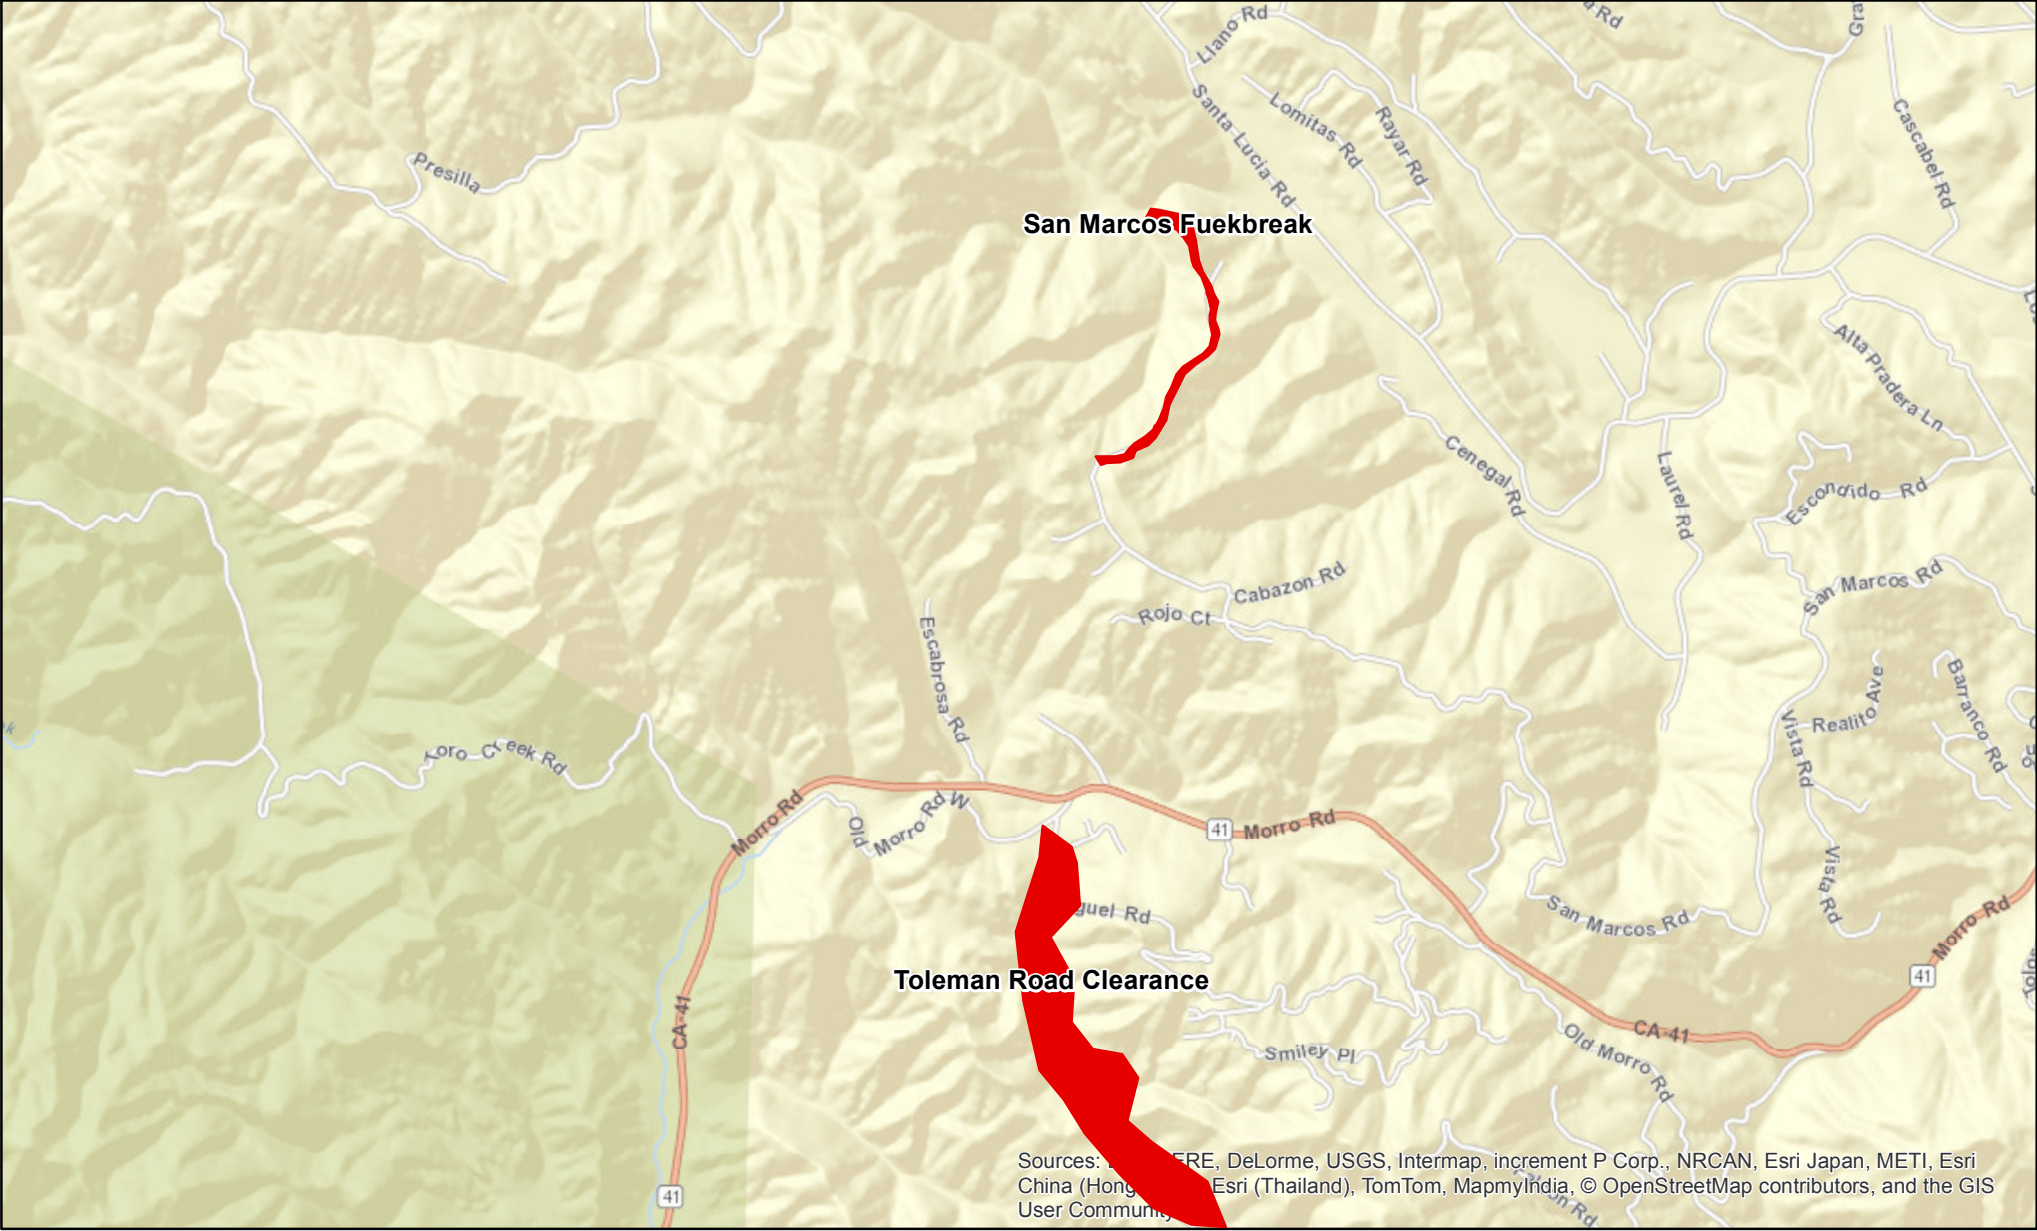 Llano Rd
Santa Lucia Rd
Lomitas Rd
Rayar Rd
Rd
Gra
Cascabel Rd
Presilla
San Marcos Fuekbreak
Alta Pradera Ln
Cenegal Rd
Laurel Rd
Escondido Rd
San Marcos Rd
Cabazon Rd
Rojo Ct
Escabrosa Rd
Realito Ave
Barranco Rd
Vista Rd
Toro Creek Rd
Morro Rd
Old Morro Rd W
41
Morro Rd
Vista Rd
San Marcos Rd
guel Rd
Morro Rd
41
Toleman Road Clearance
CA-41
CA-41
Old Morro Rd
Smiley Pl
41
Sources: ERE, DeLorme, USGS, Intermap, increment P Corp., NRCAN, Esri Japan, METI, Esri
China (Hong Esri (Thailand), TomTom, MapmyIndia, © OpenStreetMap contributors, and the GIS
User Community
Rd